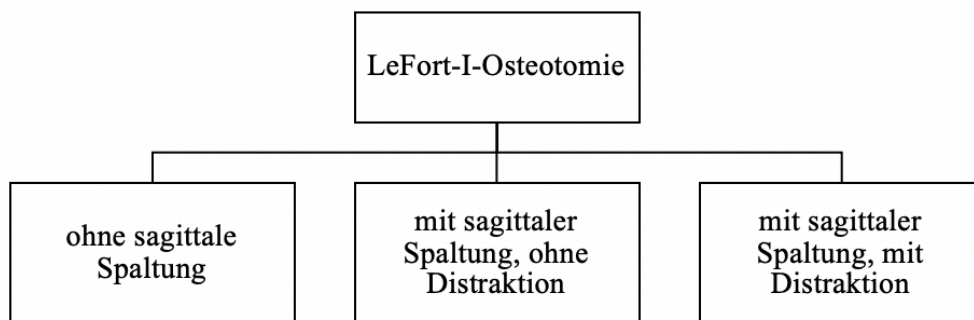 LeFort-I-Osteotomie
ohne sagittale
Spaltung
mit sagittaler
Spaltung, ohne
Distraktion
mit sagittaler
Spaltung, mit
Distraktion